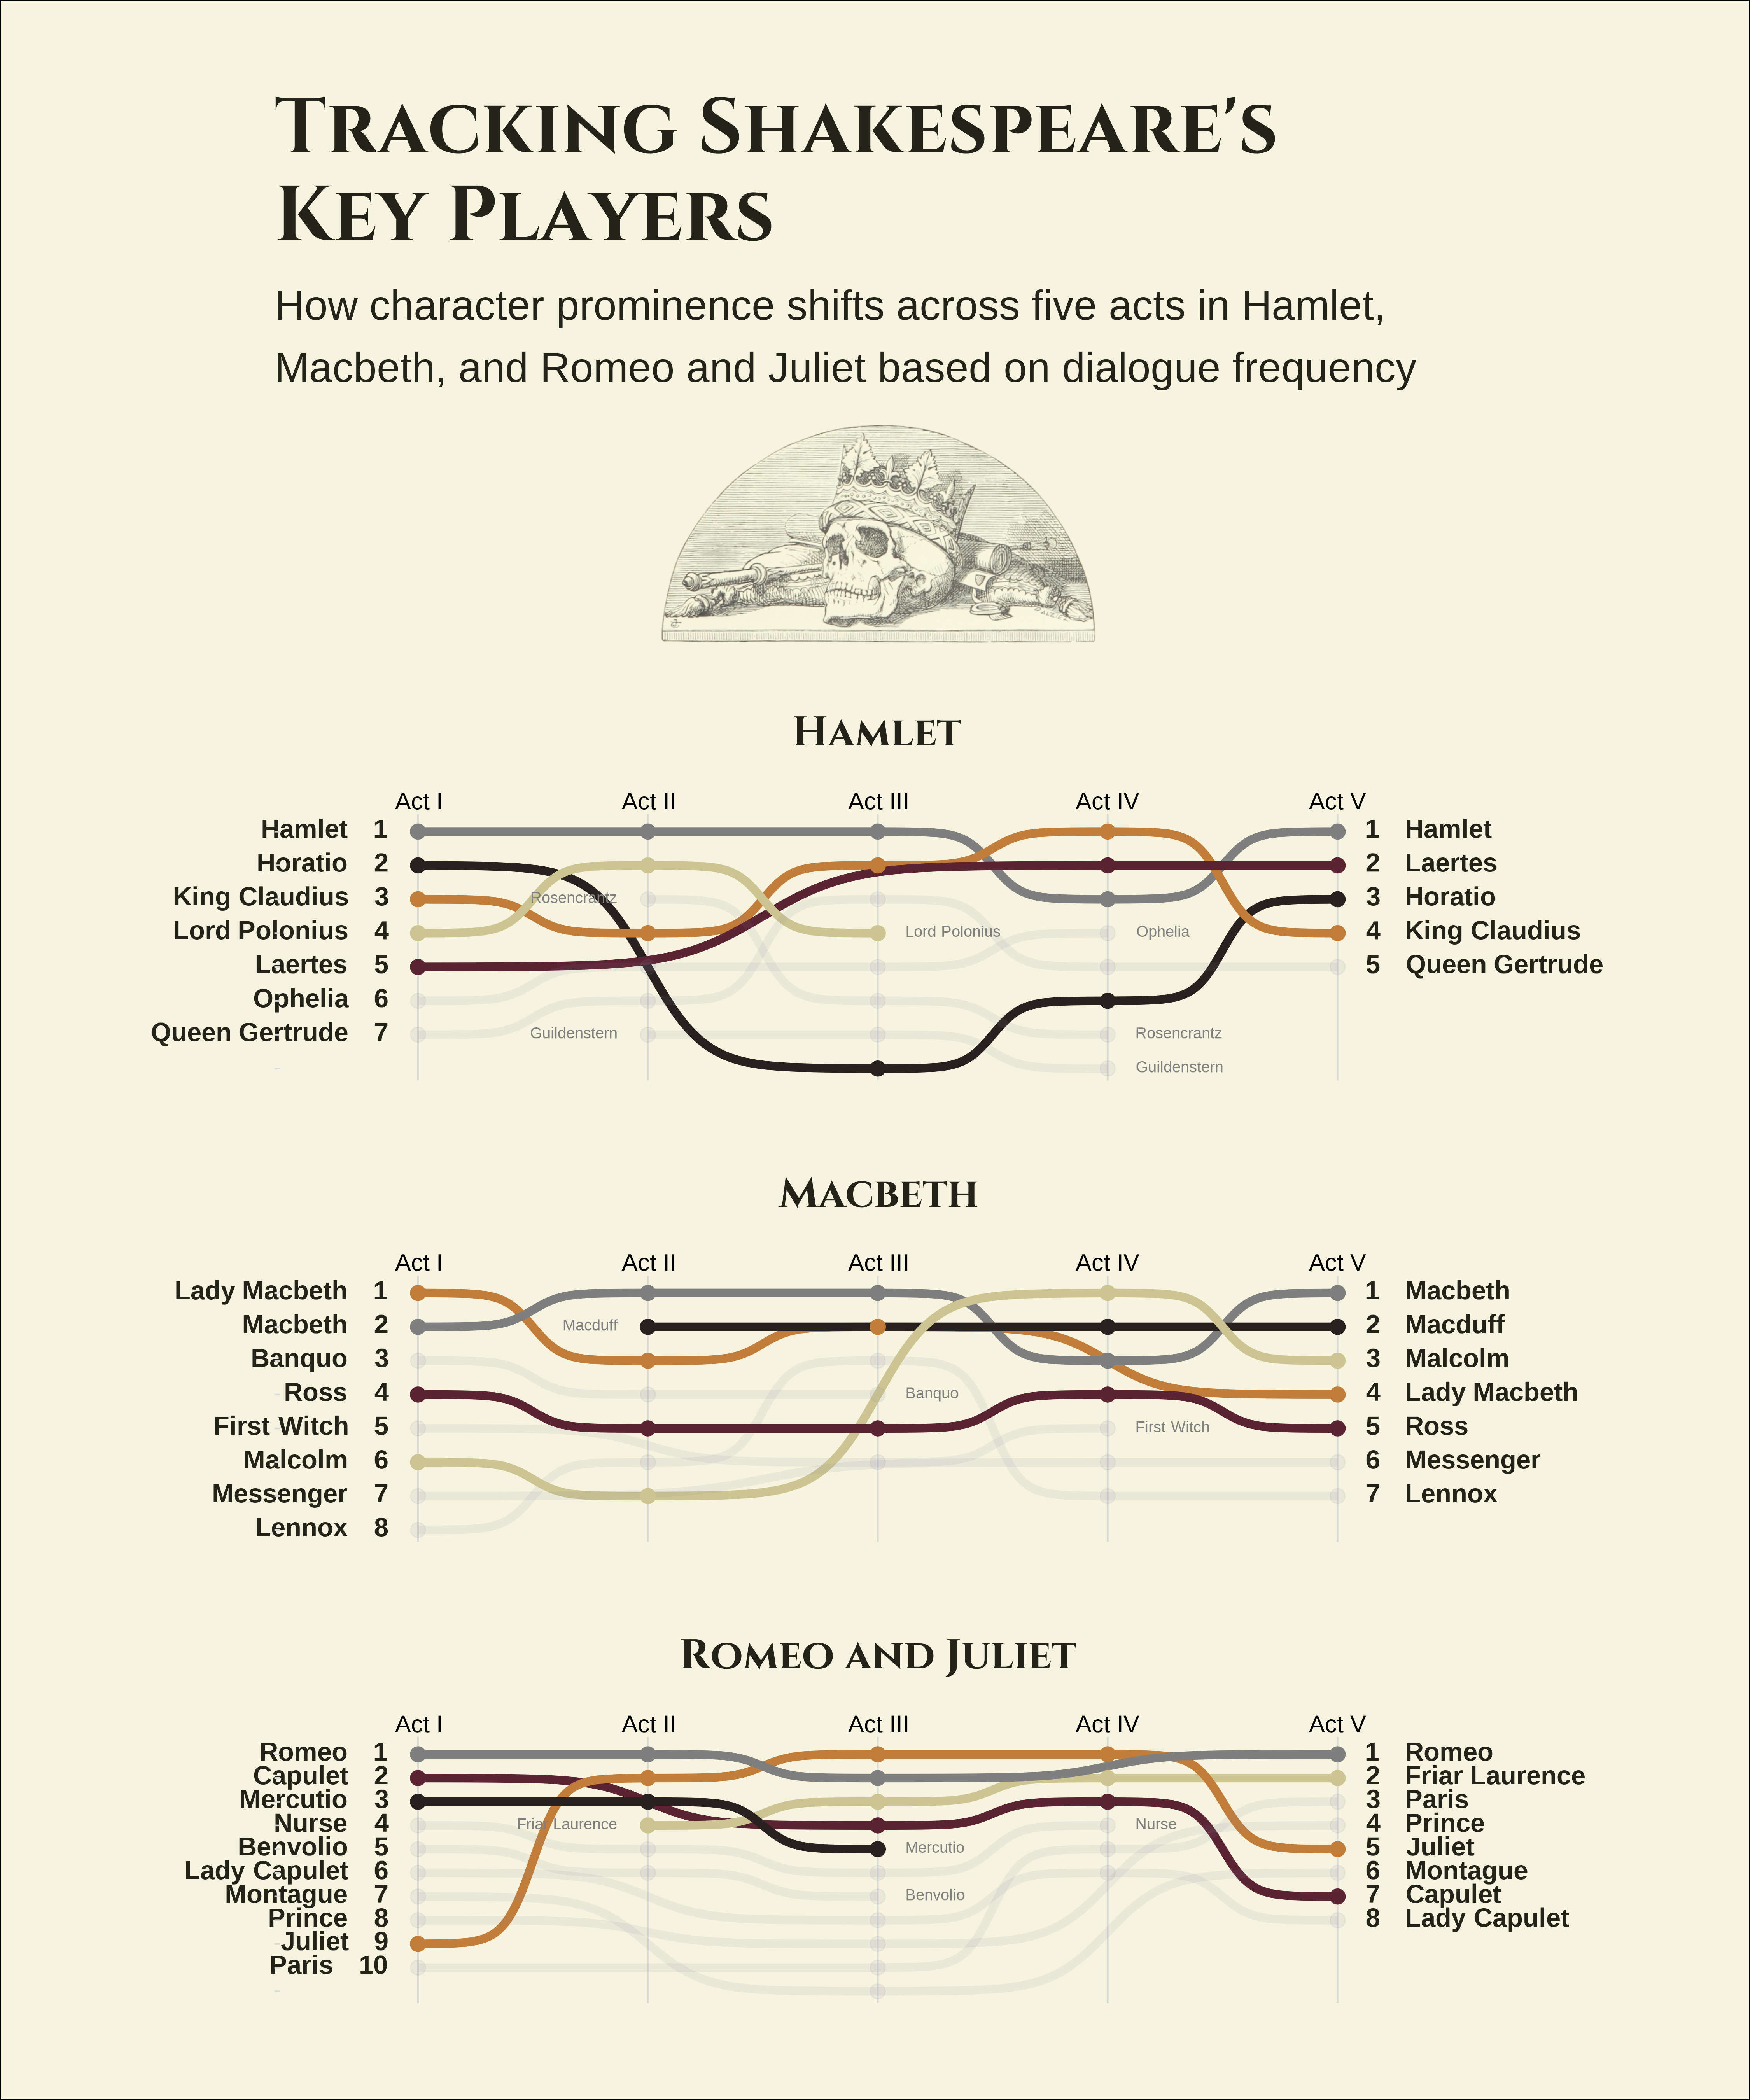 Tracking Shakespeare's
Key Players
How character prominence shifts across five acts in Hamlet,
Macbeth, and Romeo and Juliet based on dialogue frequency
Hamlet
Act I Act II Act III Act IV Act V
Hamlet 1 1 Hamlet
Horatio 2 2 Laertes
King Claudius 3 Rosencrantz 3 Horatio
Lord Polonius 4 Lord Polonius Ophelia 4 King Claudius
Laertes 5 5 Queen Gertrude
Ophelia 6
Queen Gertrude 7 Guildenstern Rosencrantz
Guildenstern
Macbeth
Act I Act II Act III Act IV Act V
Lady Macbeth 1 1 Macbeth
Macbeth 2 Macduff 2 Macduff
Banquo 3 3 Malcolm
Ross 4 Banquo 4 Lady Macbeth
First Witch 5 First Witch 5 Ross
Malcolm 6 6 Messenger
Messenger 7 7 Lennox
Lennox 8
Romeo and Juliet
Act I Act II Act III Act IV Act V
Romeo 1 1 Romeo
Capulet 2 2 Friar Laurence
Mercutio 3 3 Paris
Nurse 4 Friar Laurence Nurse 4 Prince
Benvolio 5 Mercutio 5 Juliet
Lady Capulet 6 6 Montague
Montague 7 Benvolio 7 Capulet
Prince 8 8 Lady Capulet
Juliet 9
Paris 10